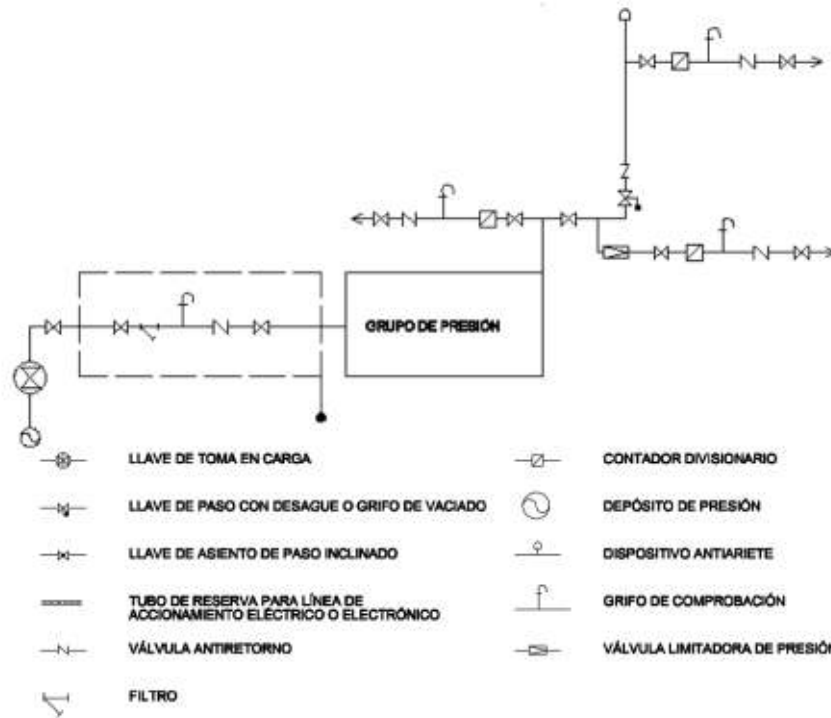 GRUPO DE PRESIÓN
LLAVE DE TOMA EN CARGA
LLAVE DE PASO CON DESAGUE O GRIFO DE VACIADO
LLAVE DE ASIENTO DE PASO INCLINADO
TUBO DE RESERVA PARA LÍNEA DE
ACCIONAMIENTO ELÉCTRICO O ELECTRÓNICO
VÁLVULA ANTIRETORNO
FILTRO
CONTADOR DIVISIONARIO
DEPÓSITO DE PRESIÓN
DISPOSITIVO ANTIARIETE
GRIFO DE COMPROBACIÓN
VÁLVULA LIMITADORA DE PRESIÓN